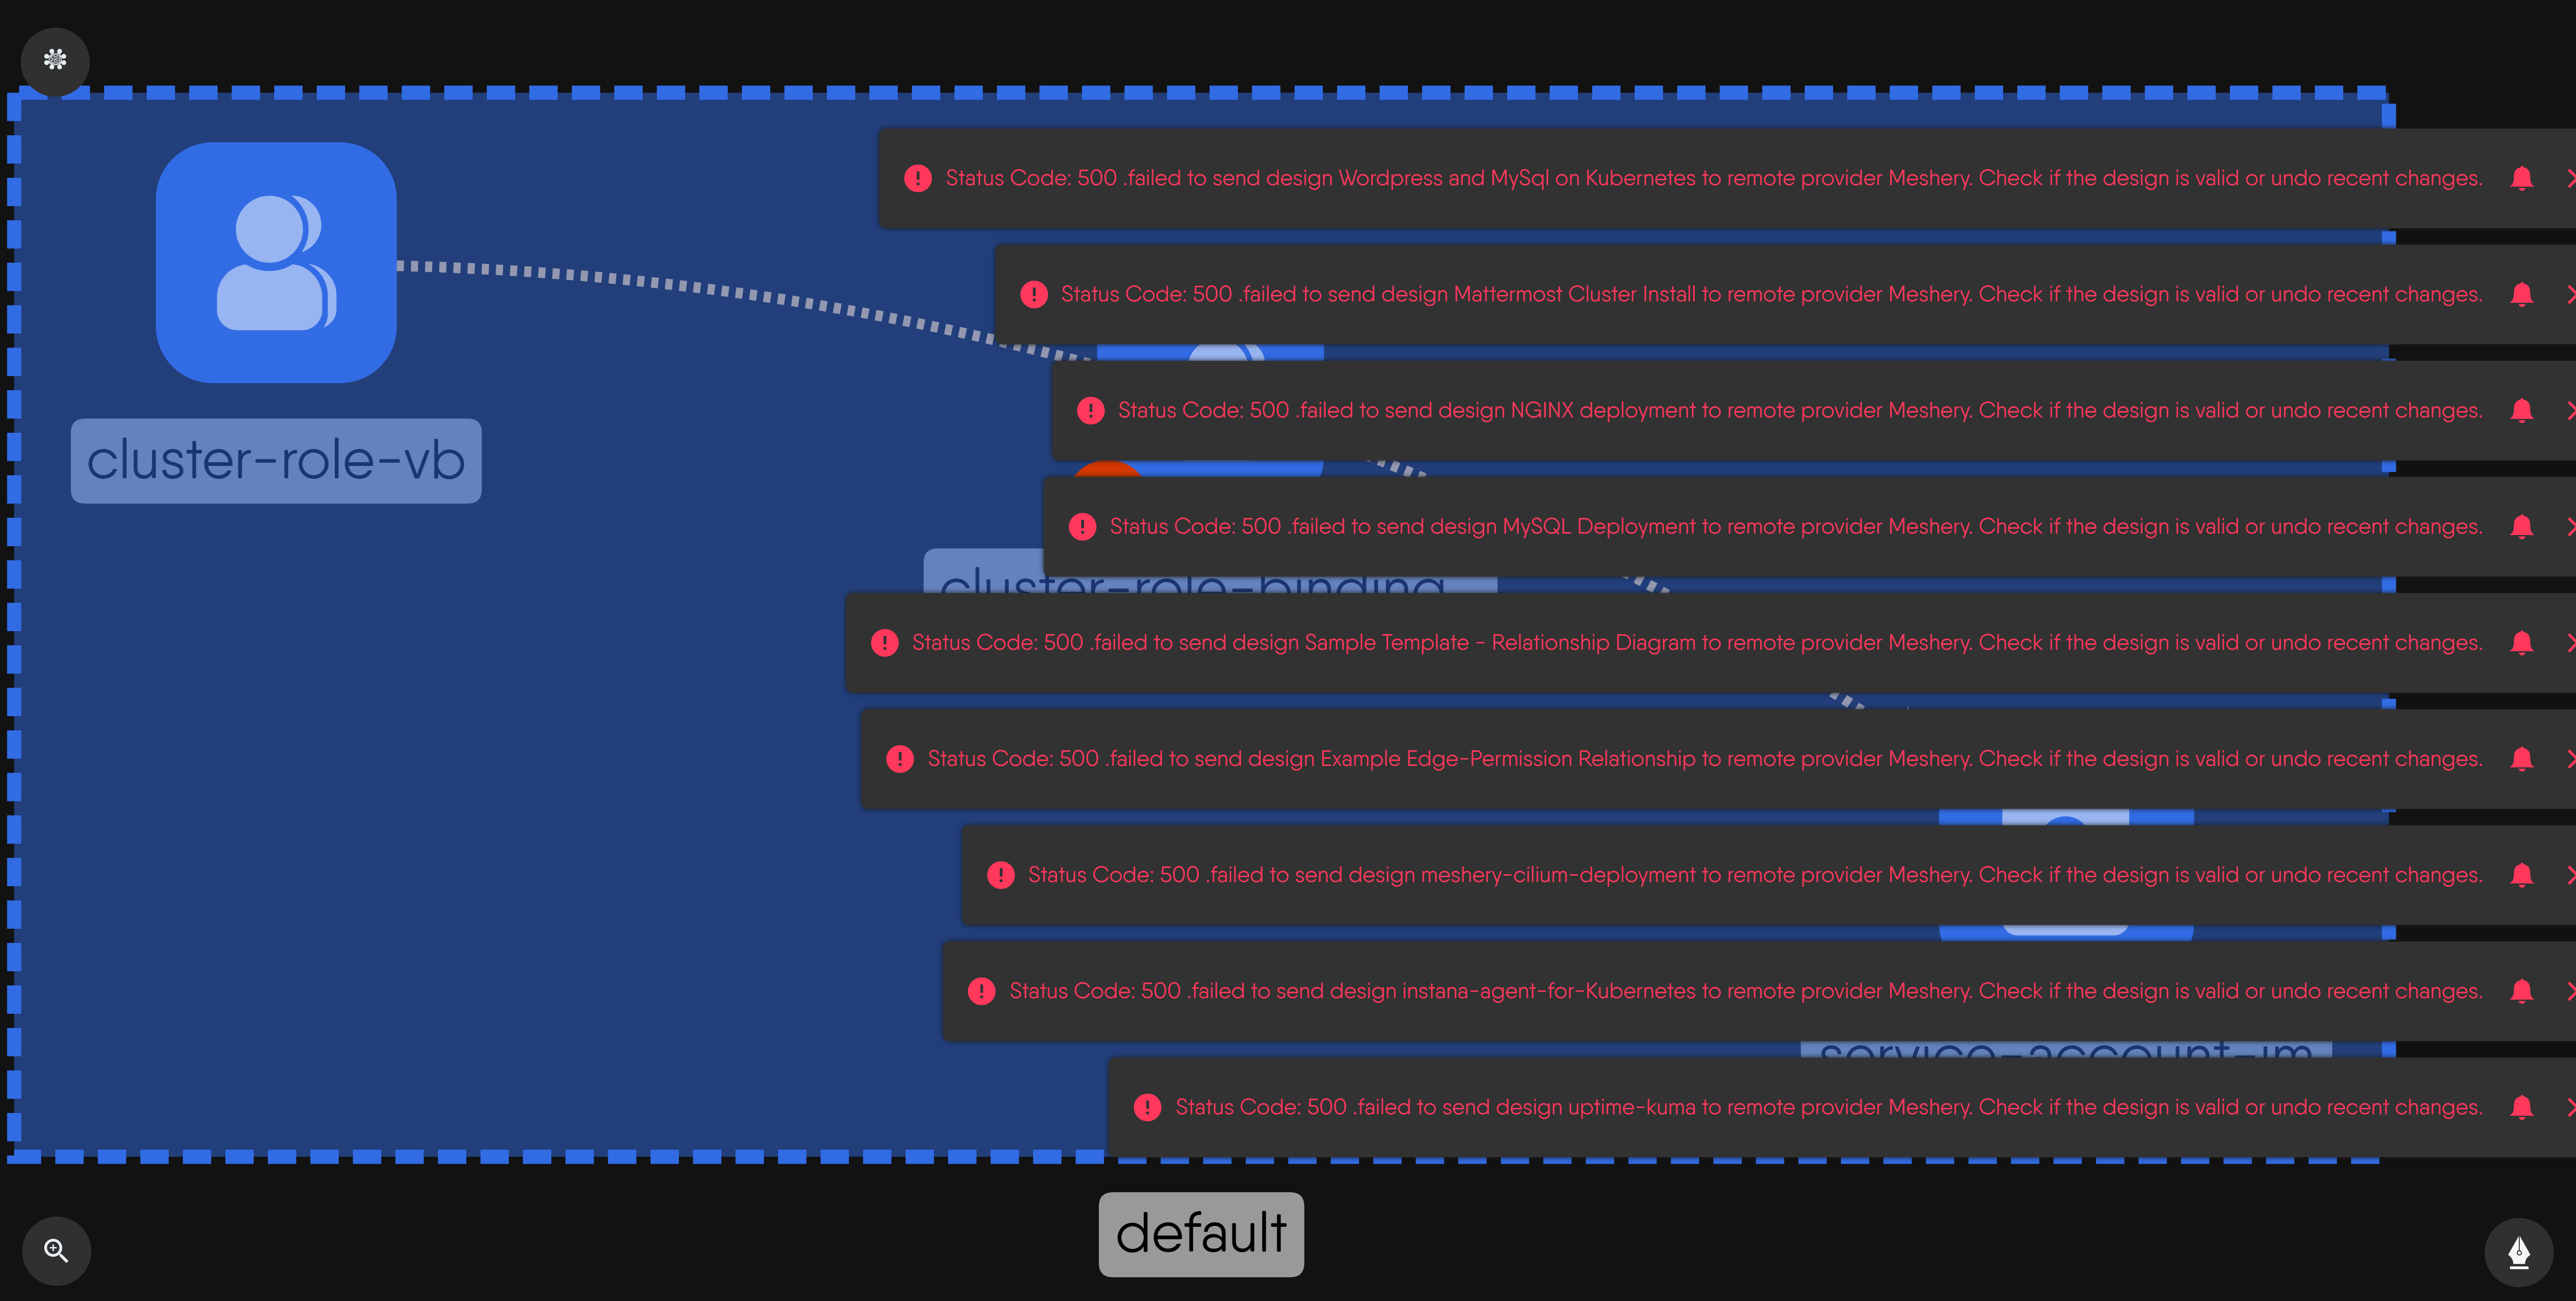 Status Code: 500 .failed to send design Wordpress and MySql on Kubernetes to remote provider Meshery. Check if the design is valid or undo recent changes.
Status Code: 500 .failed to send design Mattermost Cluster Install to remote provider Meshery. Check if the design is valid or undo recent changes.
Status Code: 500 .failed to send design NGINX deployment to remote provider Meshery. Check if the design is valid or undo recent changes.
cluster-role-vb
Status Code: 500 .failed to send design MySQL Deployment to remote provider Meshery. Check if the design is valid or undo recent changes.
cluster-role-binding
Status Code: 500 .failed to send design Sample Template - Relationship Diagram to remote provider Meshery. Check if the design is valid or undo recent changes.
Status Code: 500 .failed to send design Example Edge-Permission Relationship to remote provider Meshery. Check if the design is valid or undo recent changes.
Status Code: 500 .failed to send design meshery-cilium-deployment to remote provider Meshery. Check if the design is valid or undo recent changes.
Status Code: 500 .failed to send design instana-agent-for-Kubernetes to remote provider Meshery. Check if the design is valid or undo recent changes.
service-account-jm
Status Code: 500 .failed to send design uptime-kuma to remote provider Meshery. Check if the design is valid or undo recent changes.
default